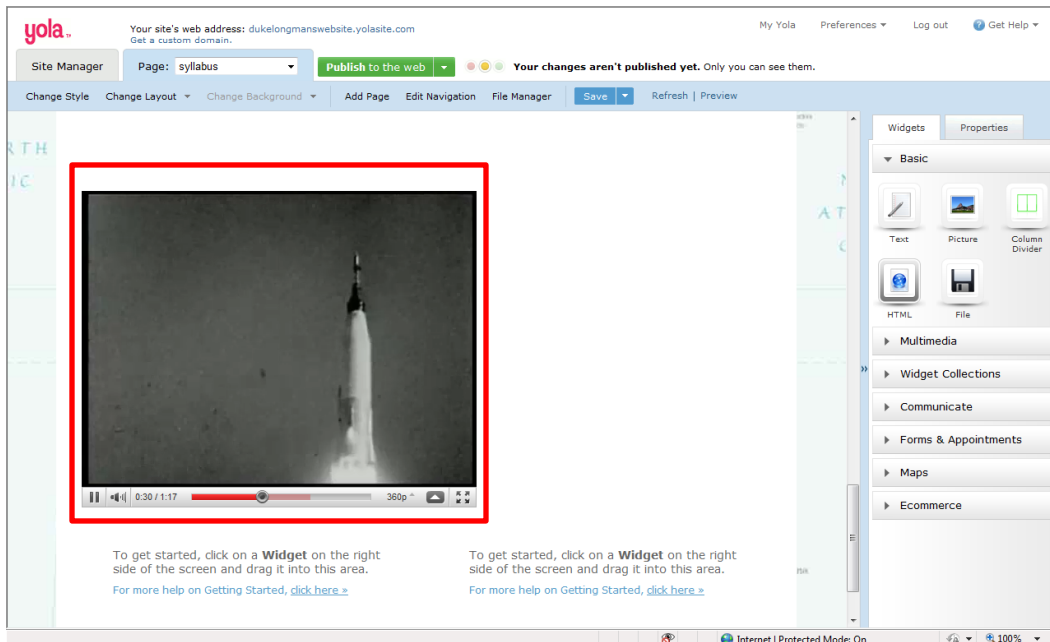 yola
Your site's web address: dukelongmanswebsite.yolasite.com
Get a custom domain.
My Yola Preferences Log out Get Help
Site Manager
Page: syllabus
Publish to the web
Your changes aren't published yet. Only you can see them.
Change Style Change Layout Change Background Add Page Edit Navigation File Manager Save Refresh | Preview
Widgets Properties
Basic
Text Picture Column Divider
HTML File
Multimedia
Widget Collections
Communicate
Forms & Appointments
Maps
Ecommerce
0:30 / 1:17 360p
To get started, click on a Widget on the right
side of the screen and drag it into this area.
For more help on Getting Started, click here »
To get started, click on a Widget on the right
side of the screen and drag it into this area.
For more help on Getting Started, click here »
Internet | Protected Mode: On 100%